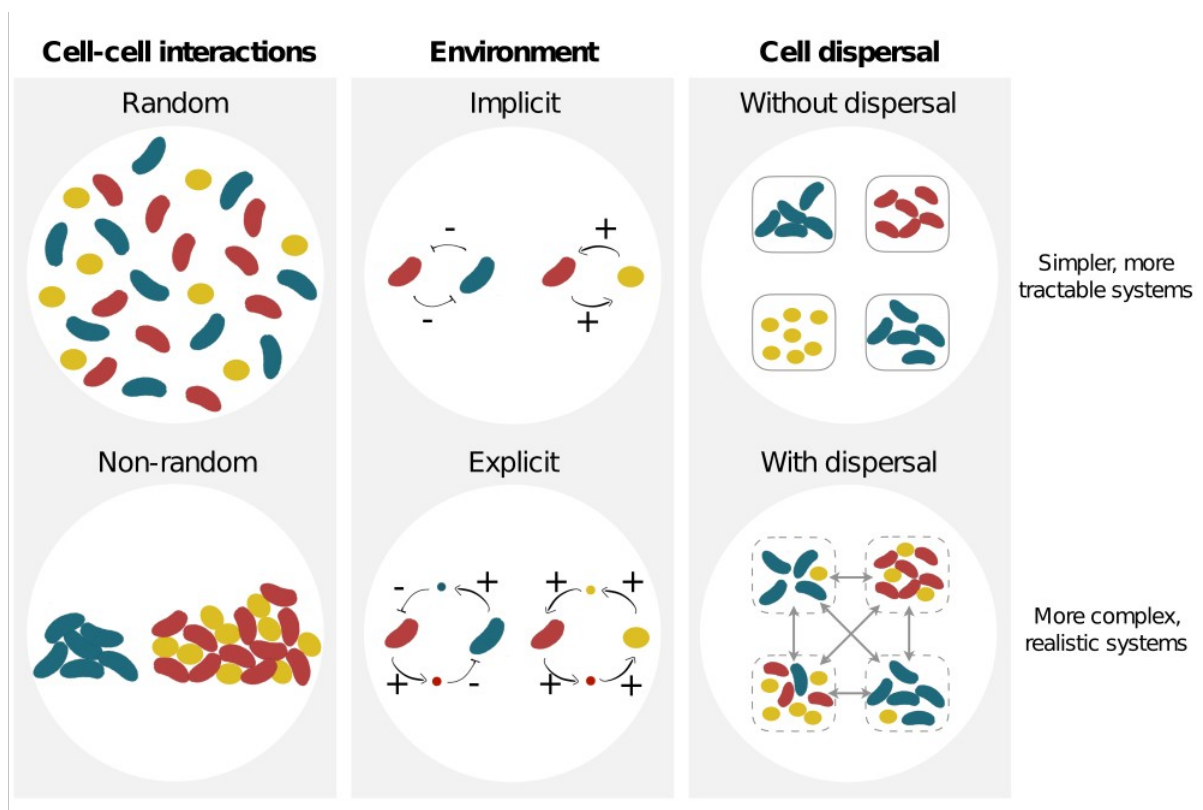 Cell-cell interactions
Environment
Cell dispersal
Random
Implicit
Without dispersal
-
+
-
+
Simpler, more
tractable systems
Non-random
Explicit
With dispersal
-
+
+
+
+
-
+
+
More complex,
realistic systems